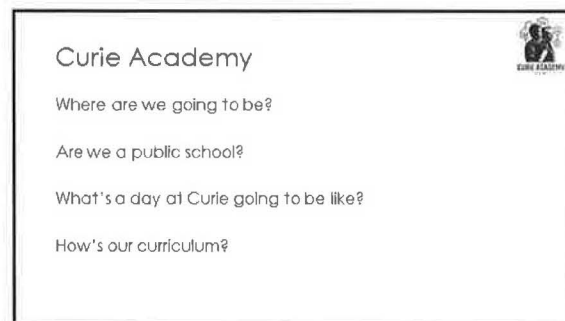 Curie Academy
CURIE ACADEMY
Where are we going to be?
Are we a public school?
What's a day at Curie going to be like?
How's our curriculum?